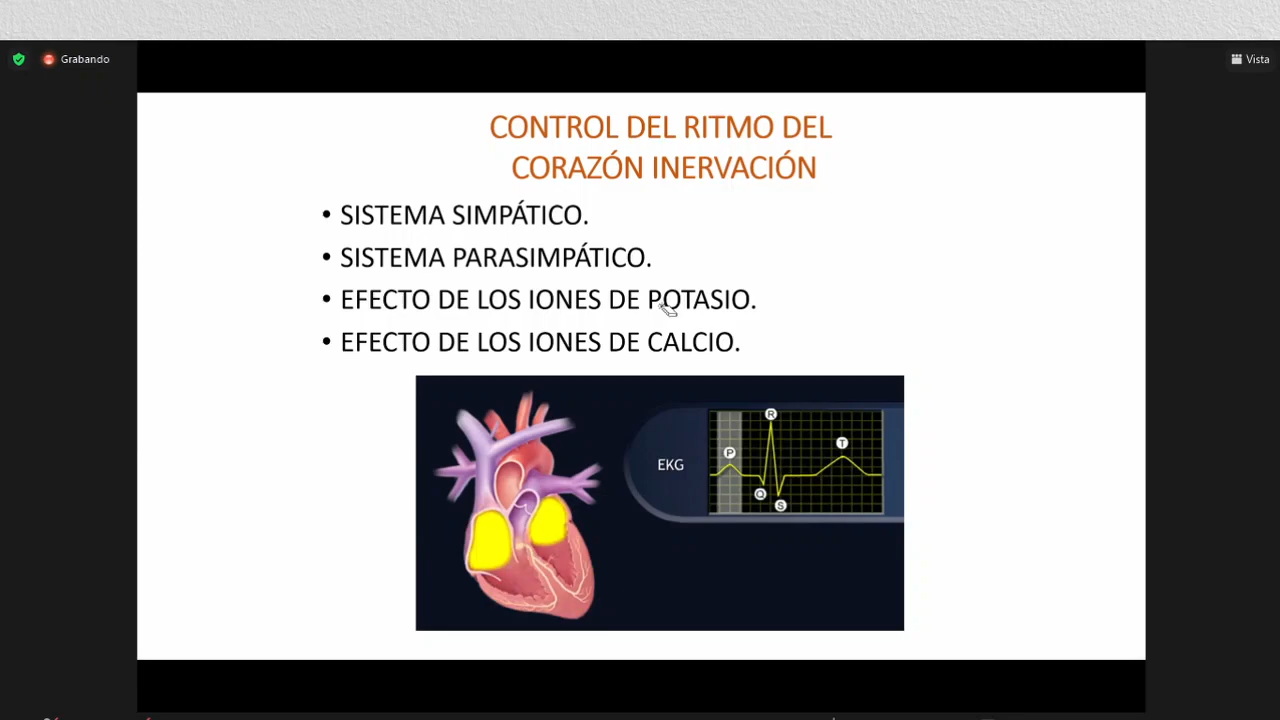 Grabando
Vista
CONTROL DEL RITMO DEL
CORAZÓN INERVACIÓN
• SISTEMA SIMPÁTICO.
• SISTEMA PARASIMPÁTICO.
• EFECTO DE LOS IONES DE POTASIO.
• EFECTO DE LOS IONES DE CALCIO.
EKG
R
T
P
Q
S